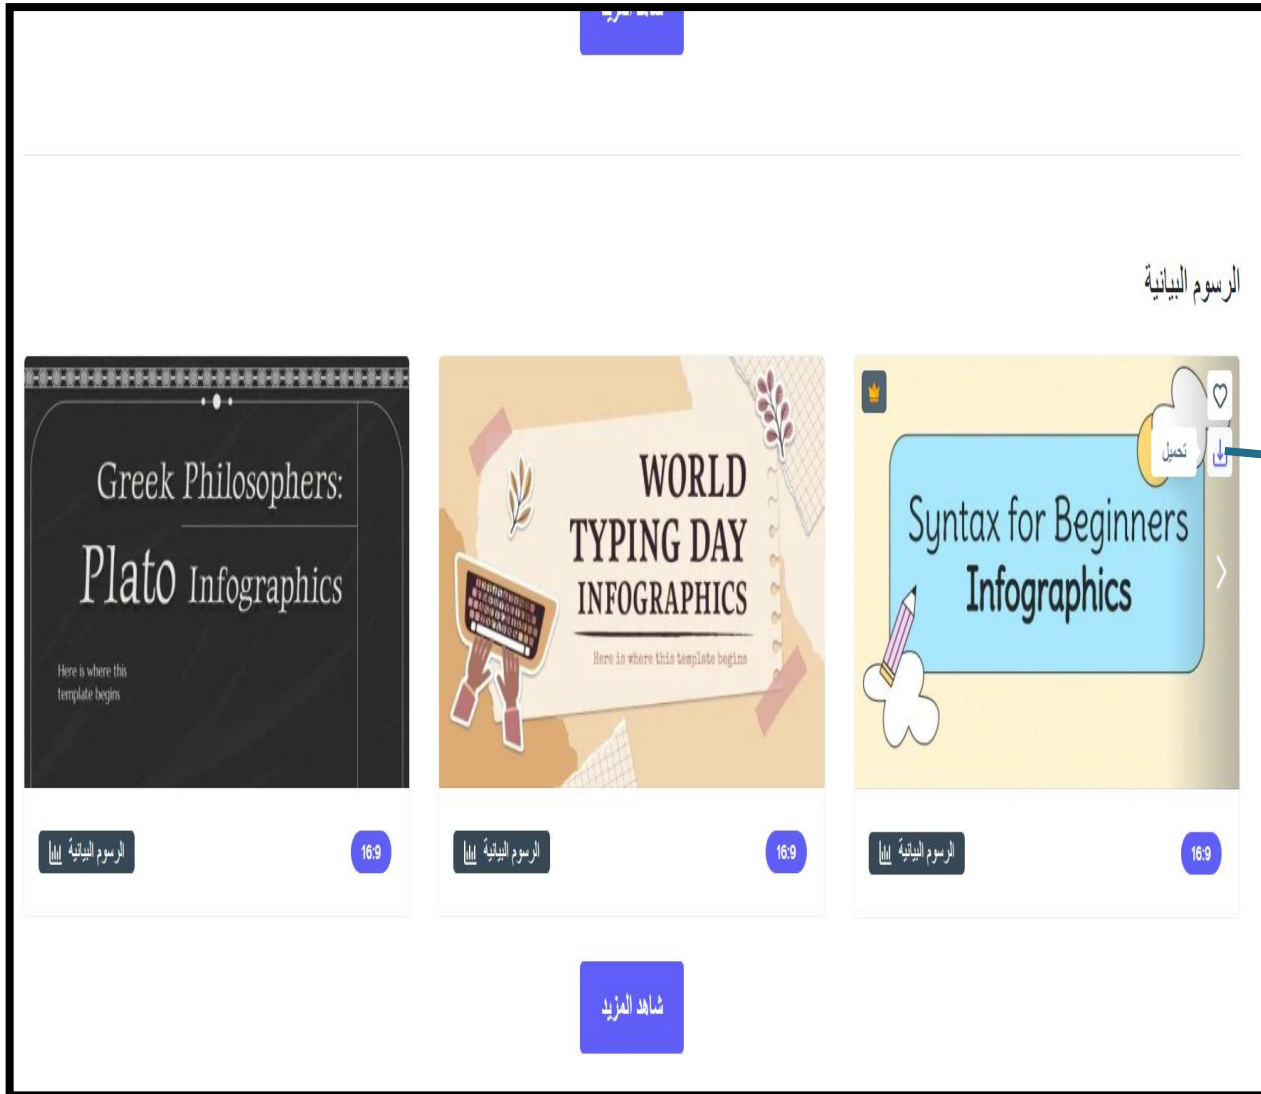 شاهد المزيد
الرسوم البيانية
تحميل
Syntax for Beginners
Infographics
WORLD
TYPING DAY
INFOGRAPHICS
Here is where this template begins
Greek Philosophers:
Plato Infographics
Here is where this
template begins
16:9
الرسوم البيانية
16:9
الرسوم البيانية
16:9
الرسوم البيانية
شاهد المزيد